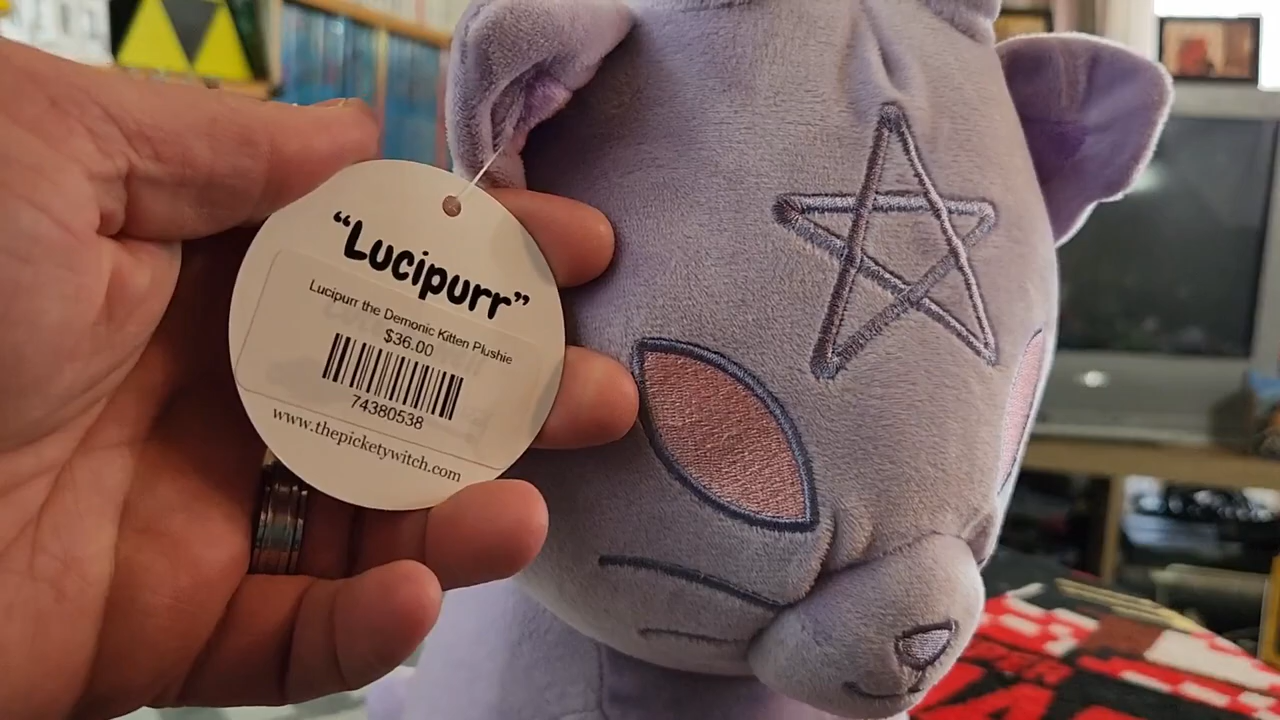 “Lucipurr”
Lucipurr the Demonic Kitten Plushie
$36.00
74380538
www.thepicketywitch.com